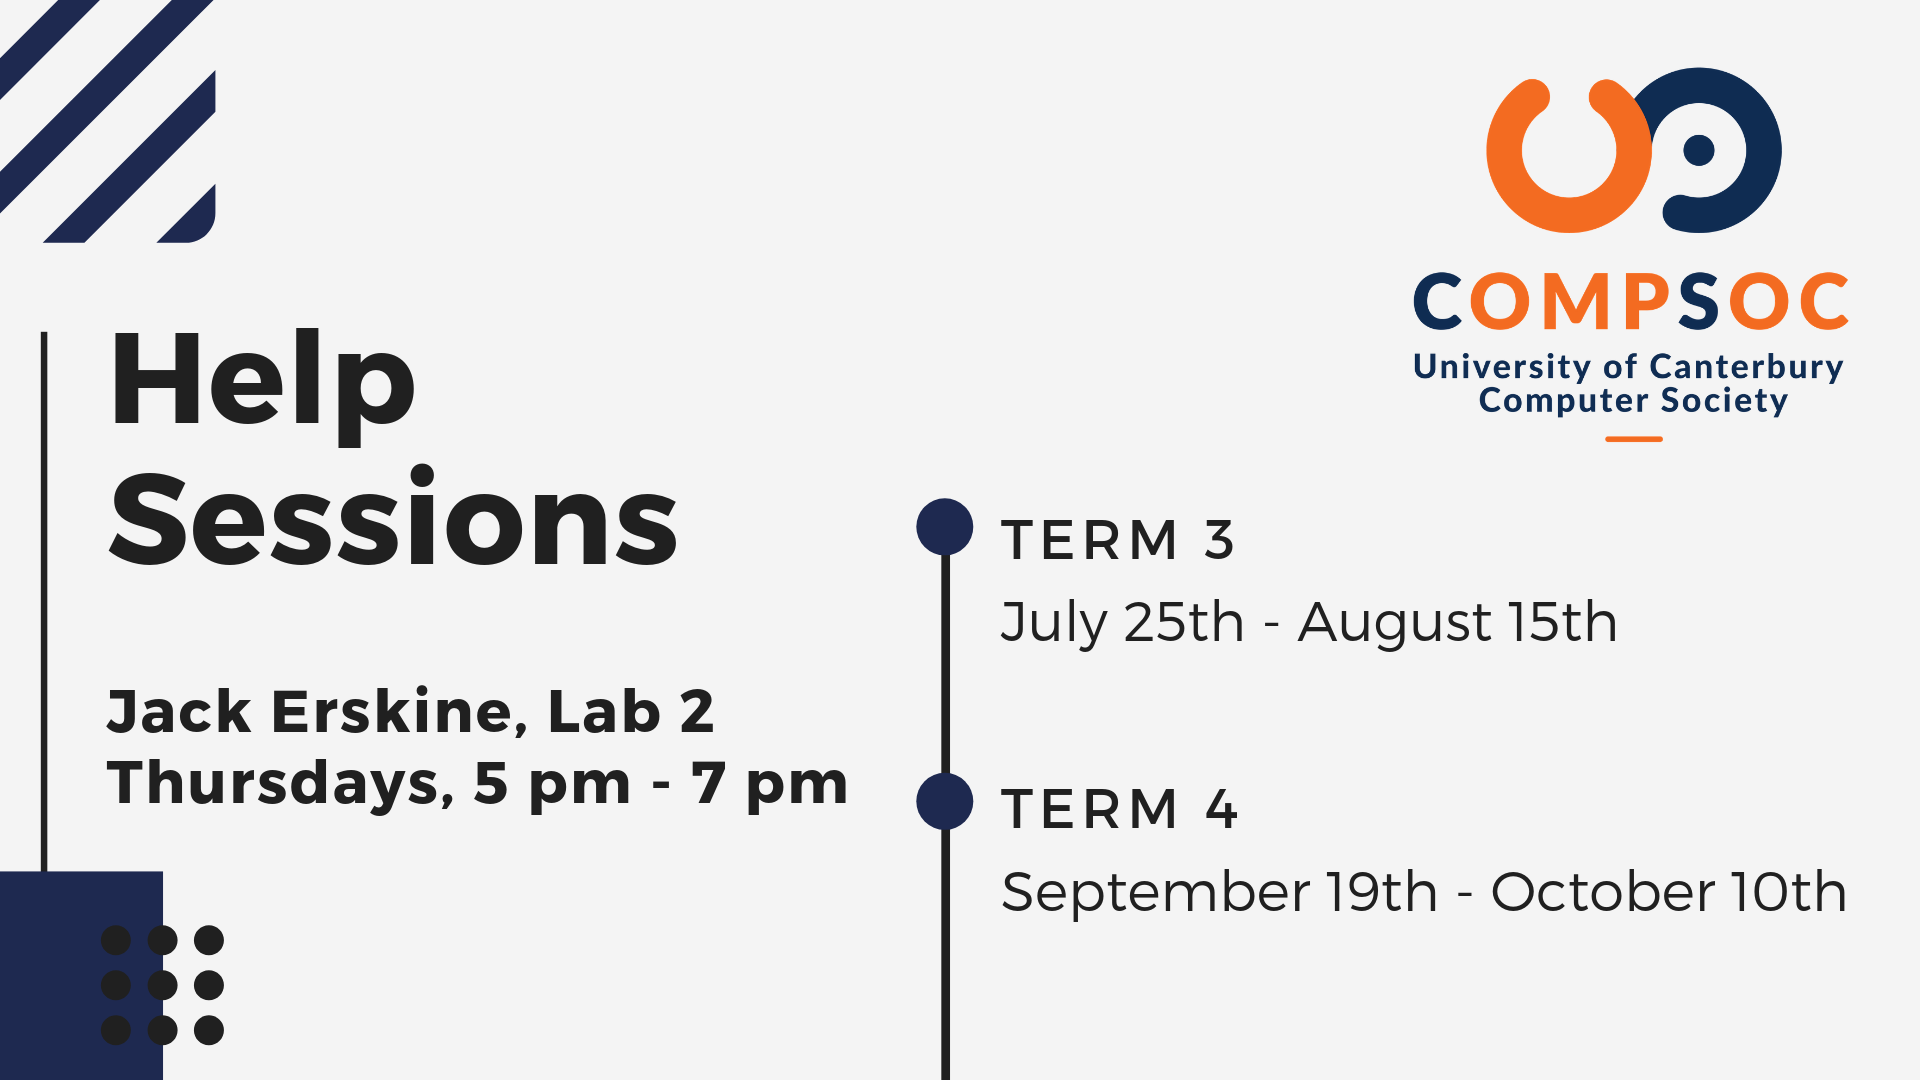 COMPSOC
University of Canterbury
Computer Society
Help
Sessions
Jack Erskine, Lab 2
Thursdays, 5 pm - 7 pm
TERM 3
July 25th - August 15th
TERM 4
September 19th - October 10th